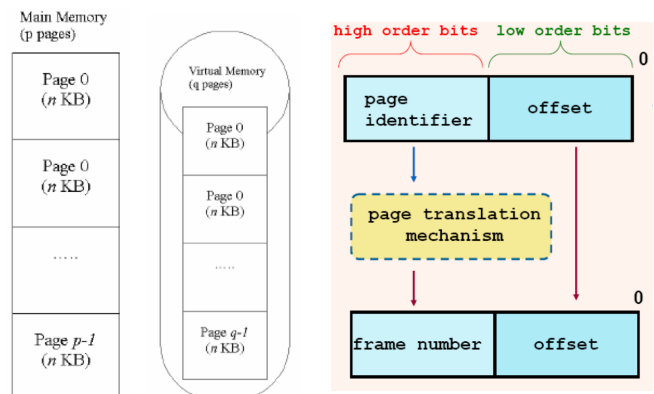 Main Memory
(p pages)
Page 0
(n KB)
Page 0
(n KB)
.....
Page p-1
(n KB)
Virtual Memory
(q pages)
Page 0
(n KB)
Page 0
(n KB)
.....
Page q-1
(n KB)
high order bits
low order bits
0
page
identifier
offset
page translation
mechanism
0
frame number
offset